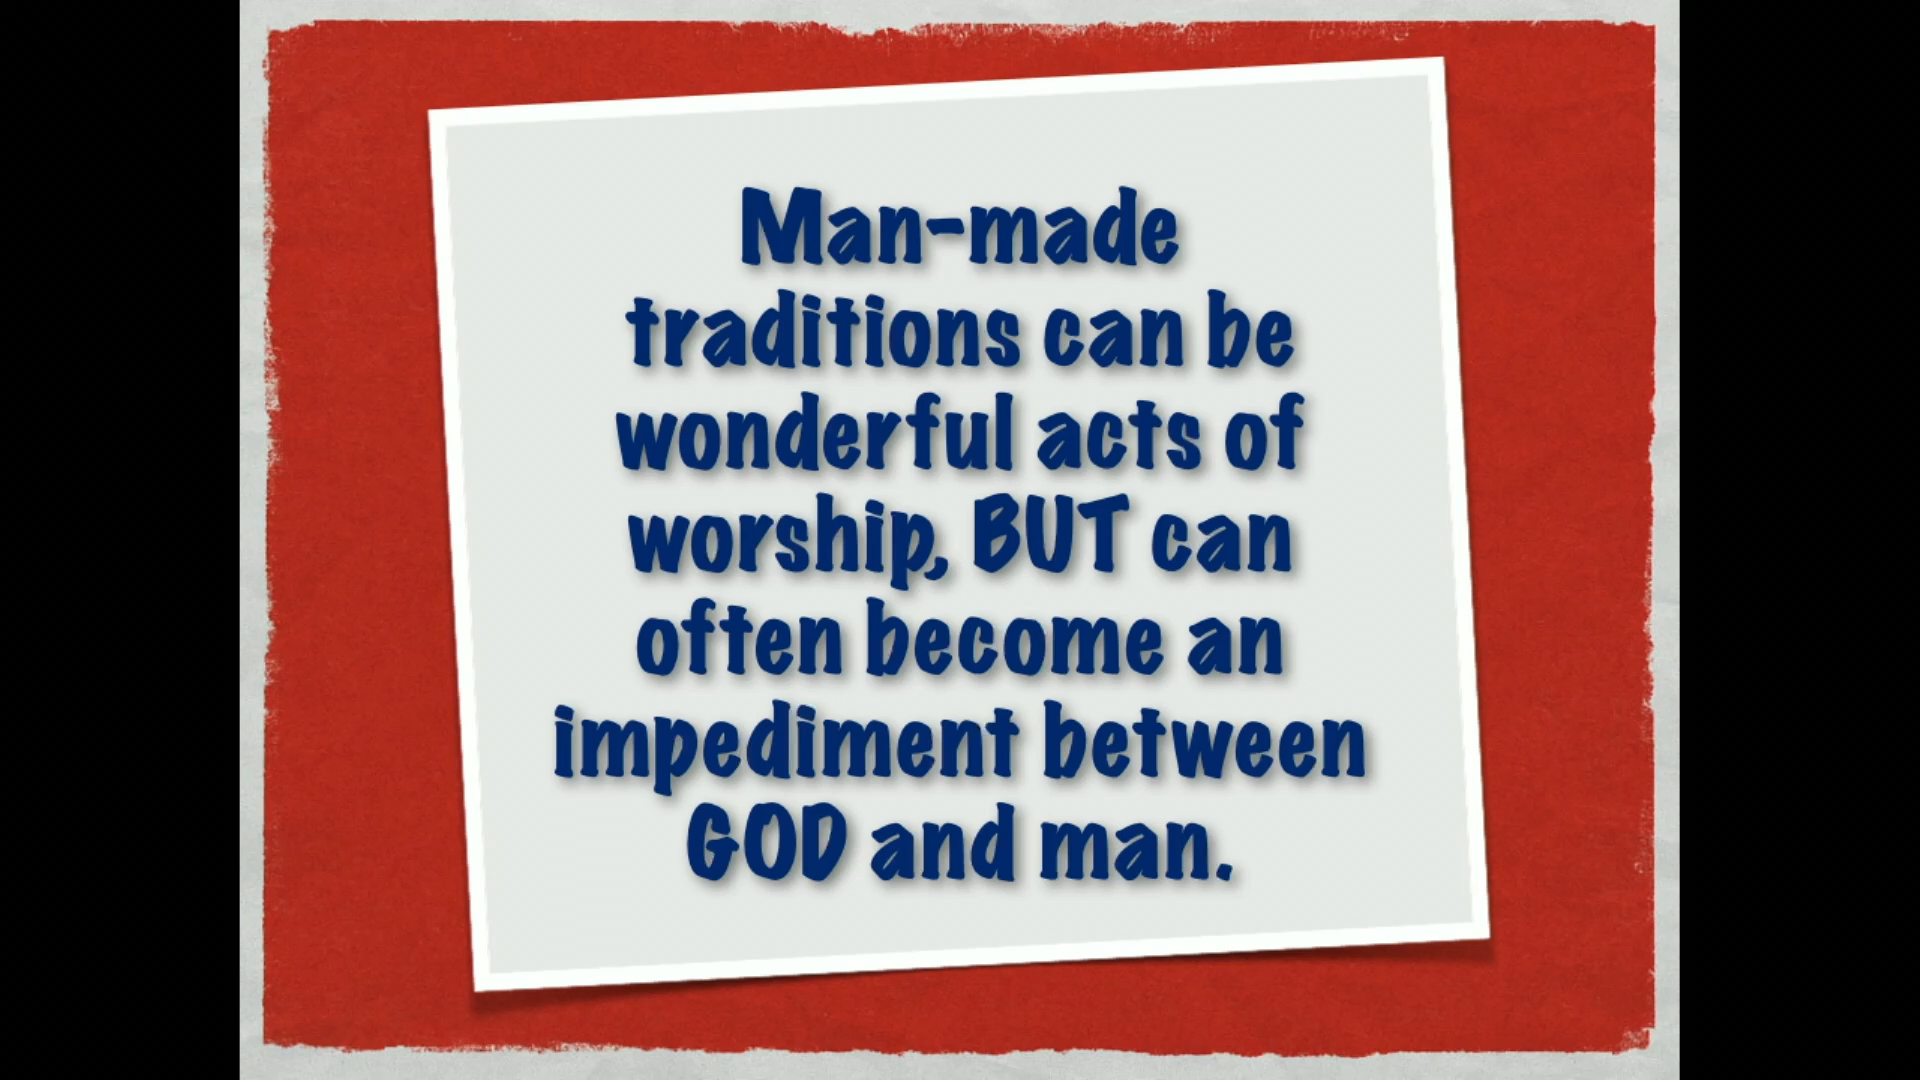 Man-made
traditions can be
wonderful acts of
worship, BUT can
often become an
impediment between
GOD and man.